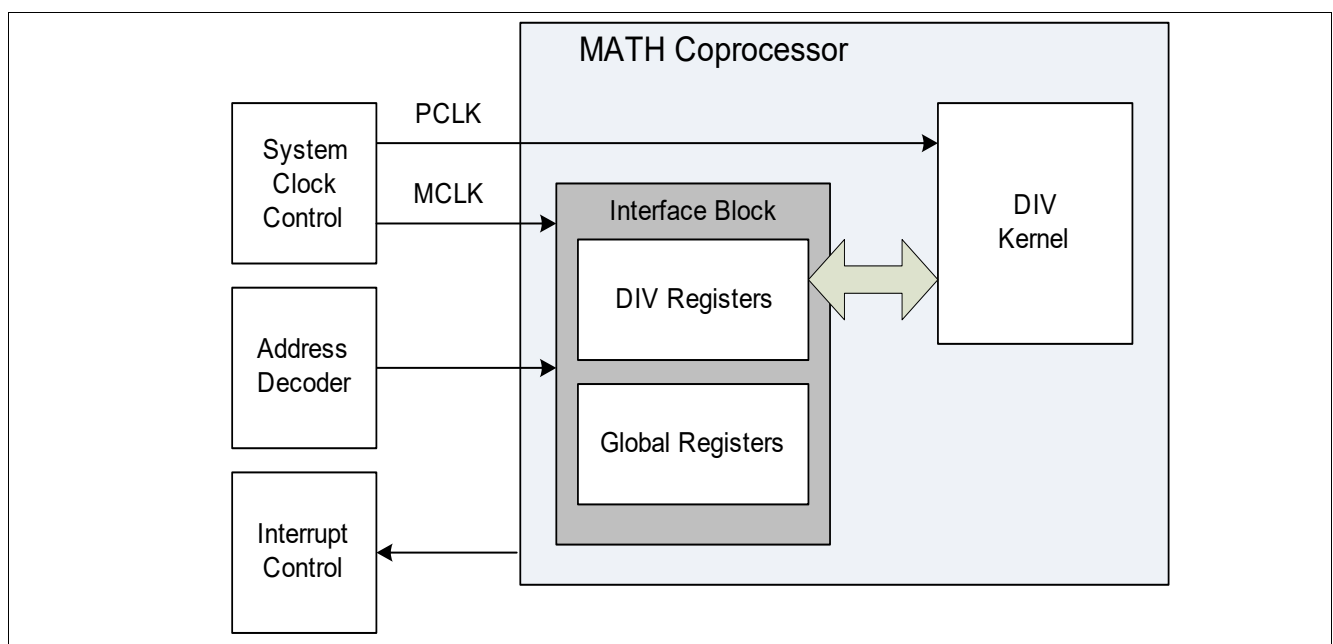 MATH Coprocessor
PCLK
System
Clock
Control
MCLK
Interface Block
DIV
Kernel
DIV Registers
Address
Decoder
Global Registers
Interrupt
Control